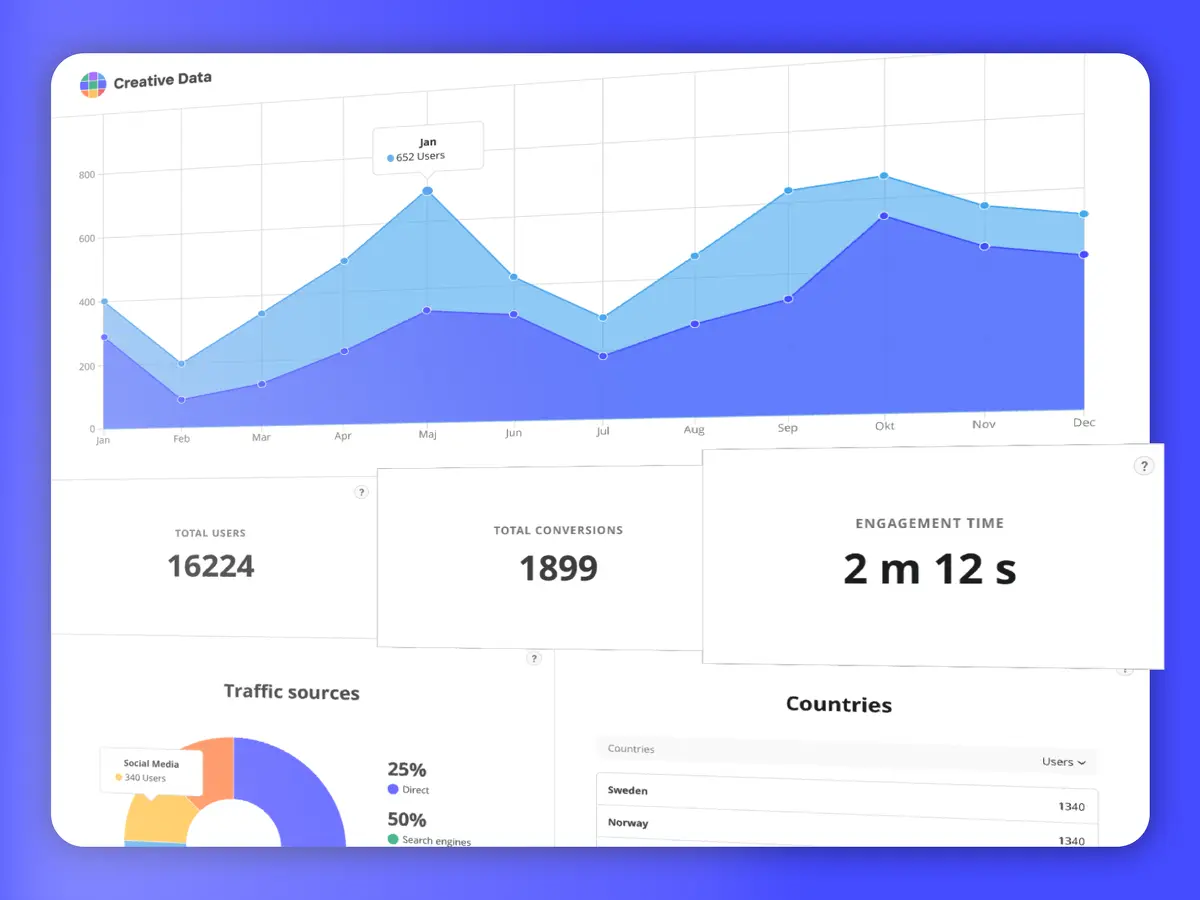 Creative Data
Jan
652 Users
800
600
400
200
0
Jan Feb Mar Apr Maj Jun Jul Aug Sep Okt Nov Dec
?
TOTAL USERS
16224
TOTAL CONVERSIONS
1899
?
ENGAGEMENT TIME
2 m 12 s
?
Traffic sources
Social Media
340 Users
25%
Direct
50%
Search engines
Countries
Countries Users
Sweden 1340
Norway 1340